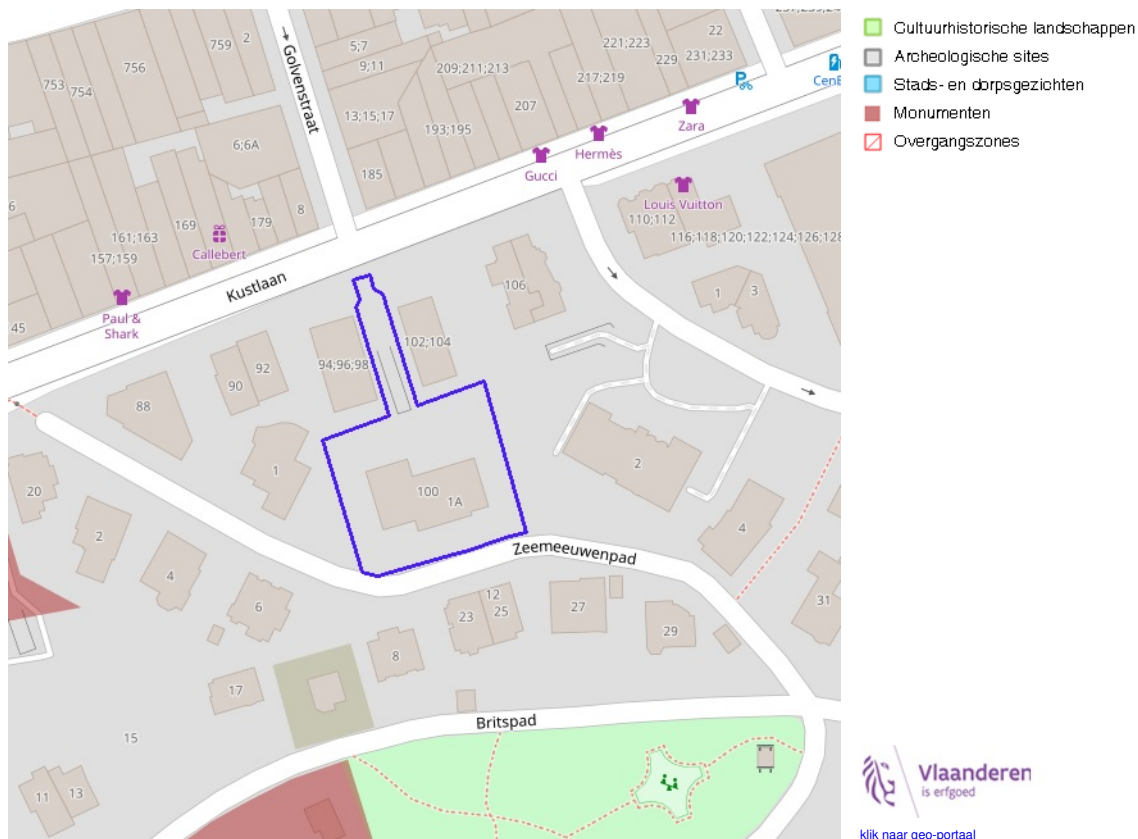 759
2
756
753
754
Golvenstraat
5;7
9;11
13;15;17
209;211;213
193;195
207
221;223
217;219
22
229
231;233
Zara
Hermès
Gucci
6;6A
185
8
179
169
161;163
157;159
Callebert
Paul &
Shark
45
Kustlaan
Louis Vuitton
110;112
116;118;120;122;124;126;128
1
3
106
102;104
94;96;98
92
90
88
1
100
1A
2
4
20
2
4
6
Zeemeeuwenpad
12
23
25
27
29
31
8
17
15
Britspad
11
13
Cultuurhistorische landschappen
Archeologische sites
Stads- en dorpsgezichten
Monumenten
Overgangszones
Vlaanderen
is erfgoed
klik naar geo-portaal